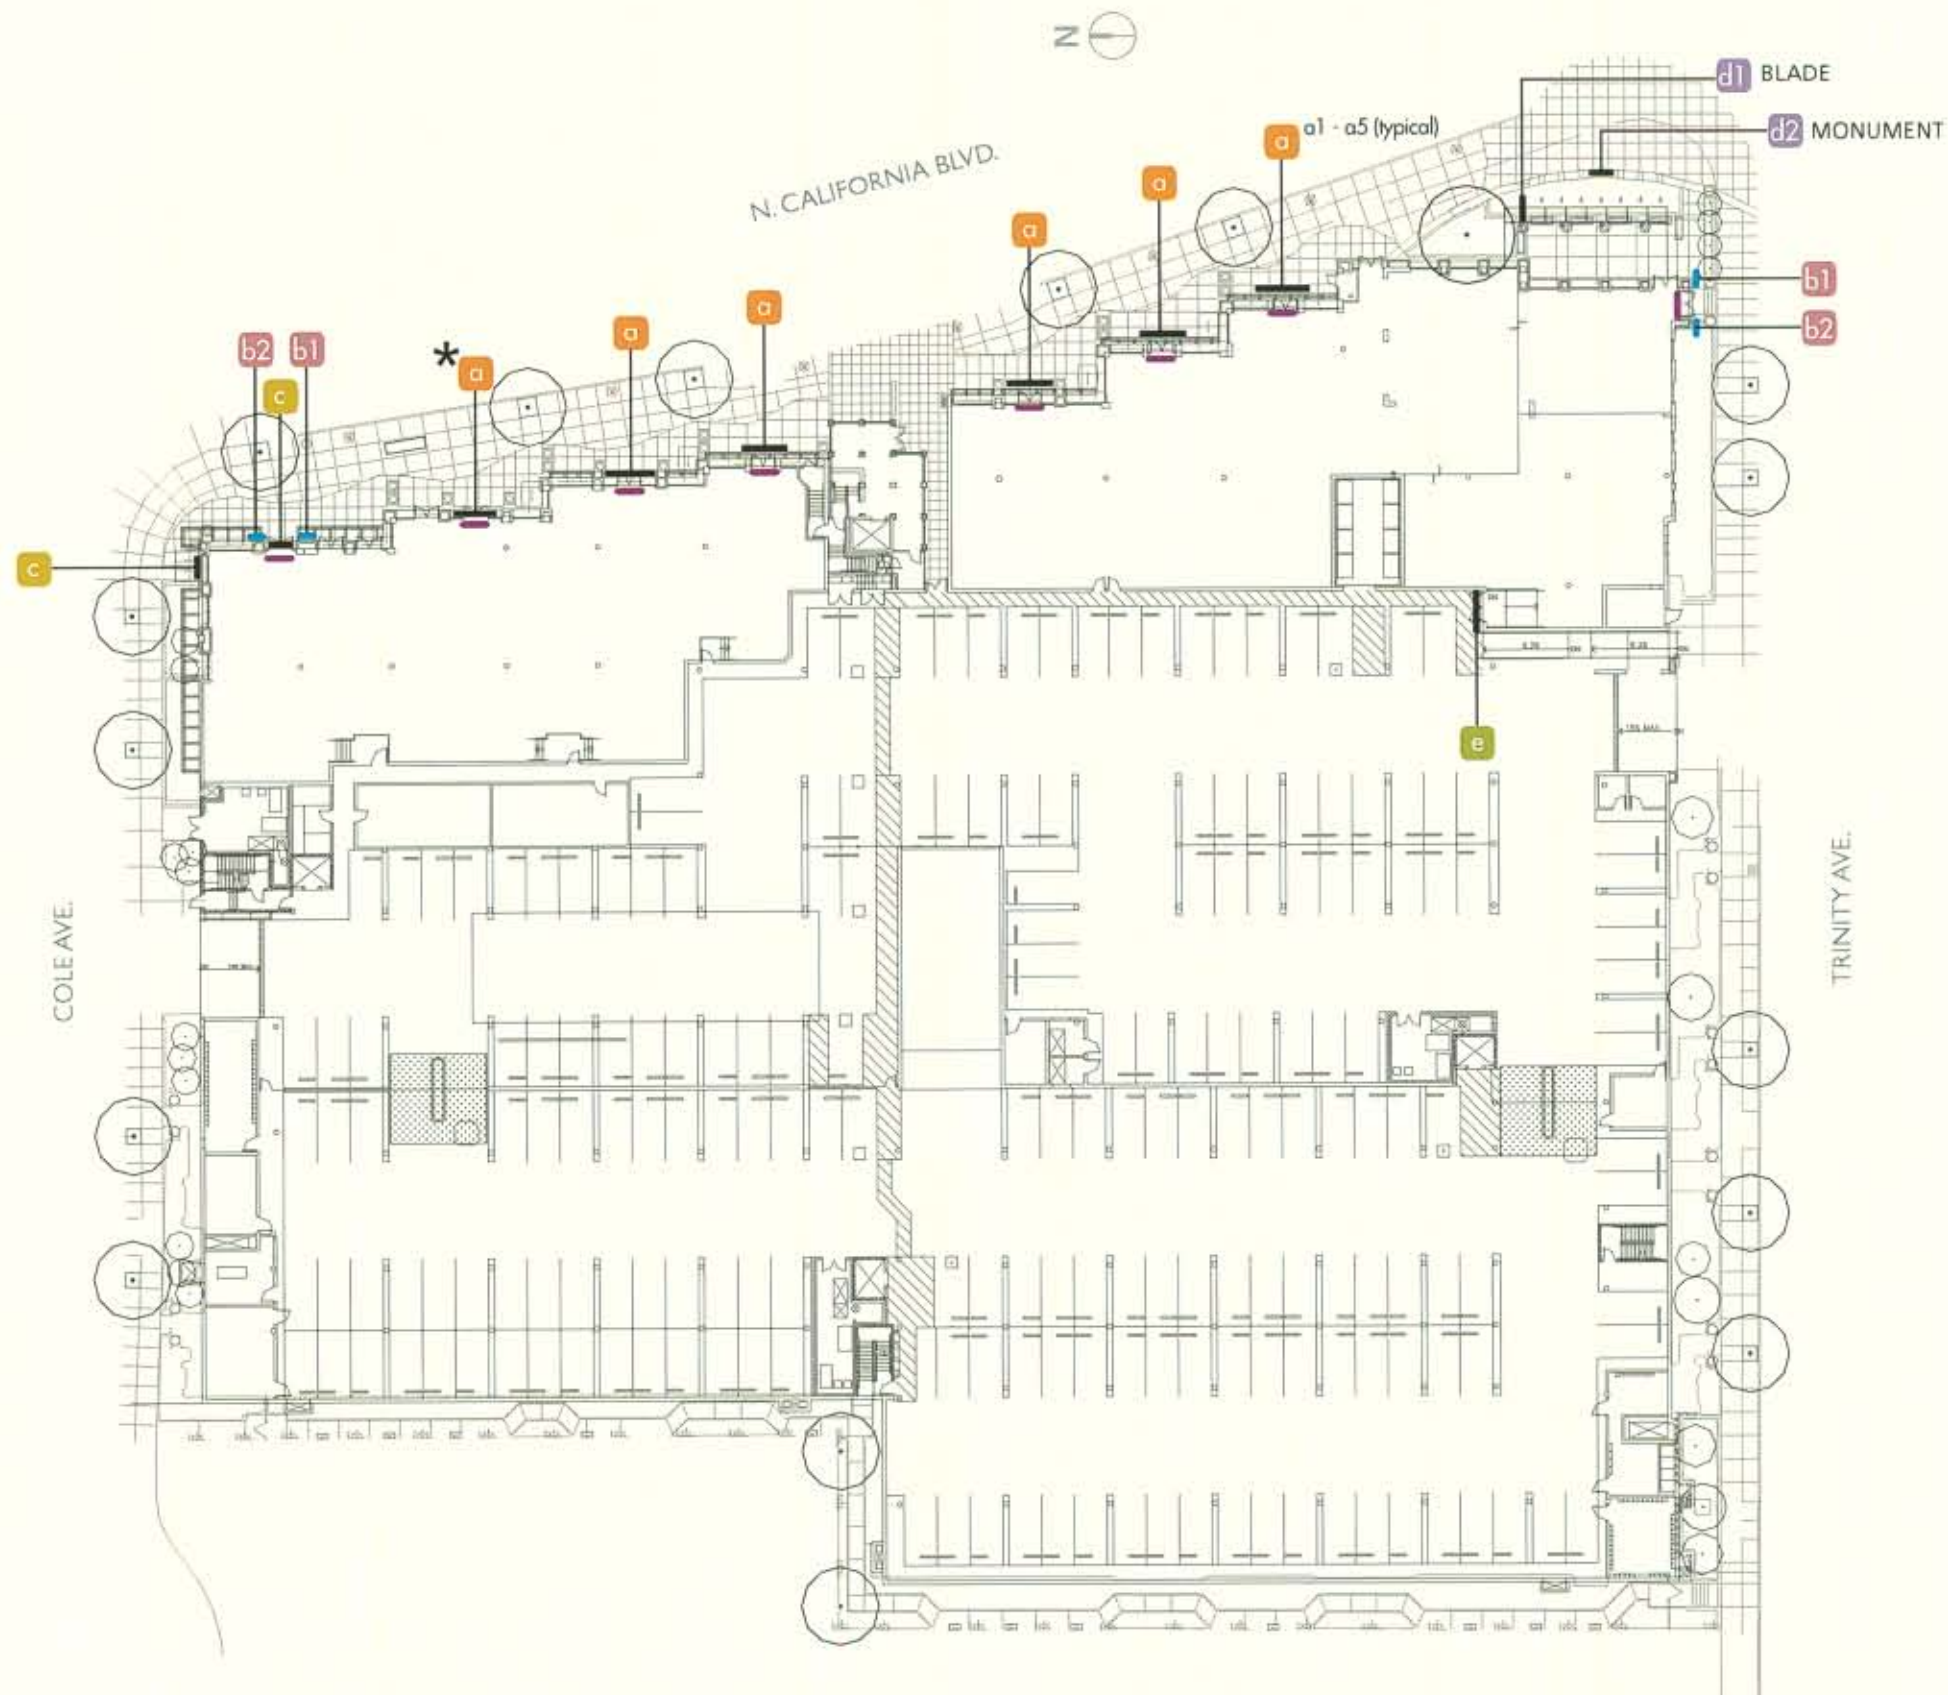 N
d1 BLADE
d2 MONUMENT
a a1 - a5 (typical)
N. CALIFORNIA BLVD.
a
a
b1
b2
a
a
* a
b2 b1
c
c
e
COLE AVE.
TRINITY AVE.